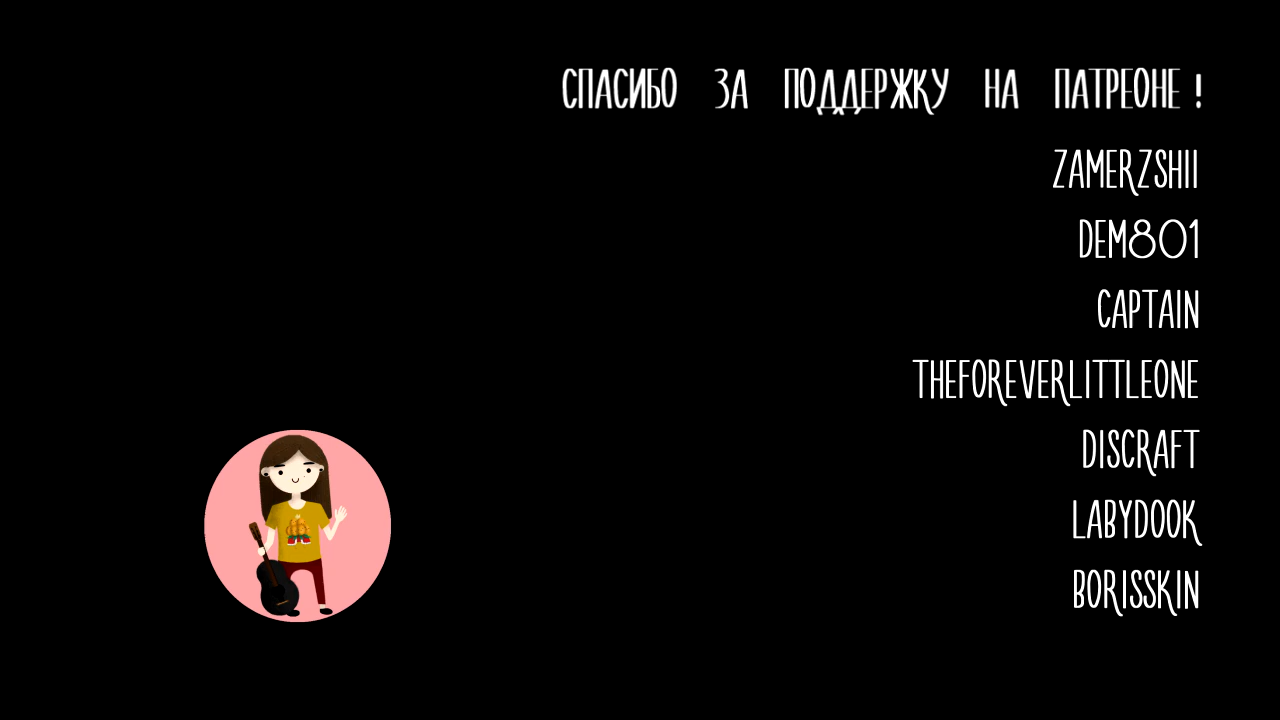 СПАСИБО ЗА ПОДДЕРЖКУ НА ПАТРЕОНЕ!
ZAMERZSHII
DEM801
CAPTAIN
THEFOREVERLITTLEONE
DISCRAFT
LABYDOOK
BORISSKIN